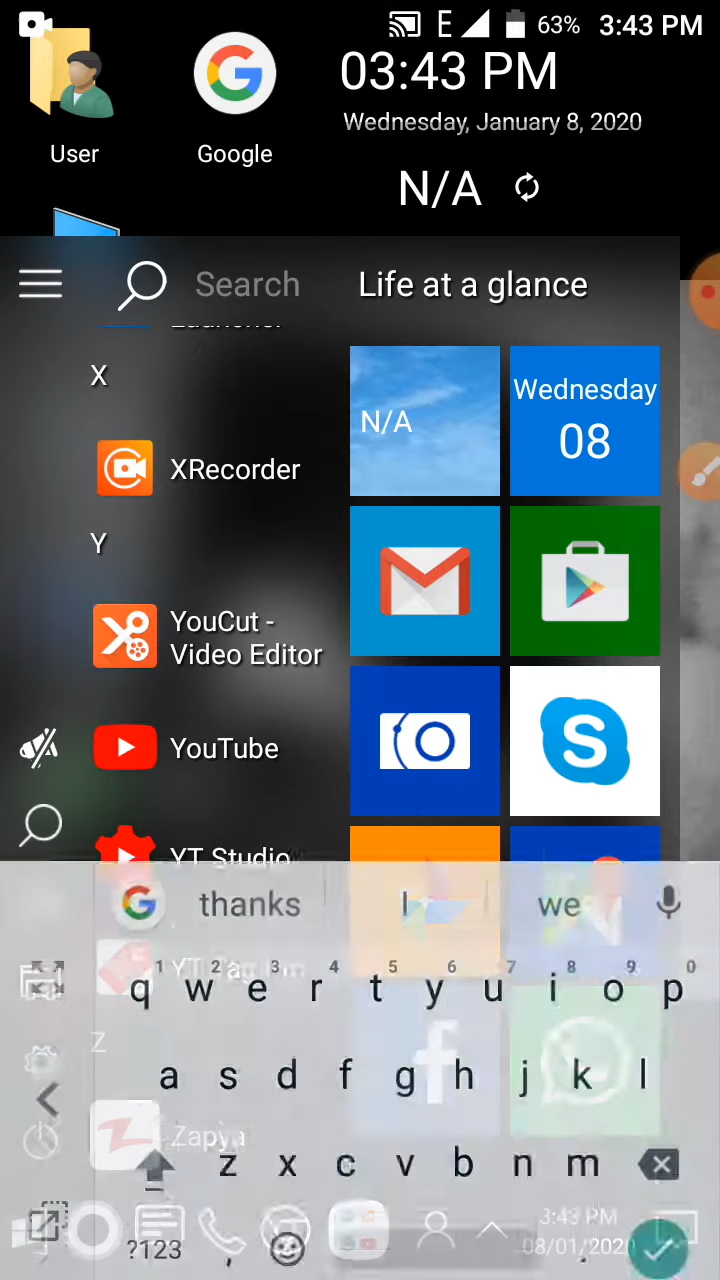 E 63% 3:43 PM
03:43 PM
Wednesday, January 8, 2020
User
Google
N/A
Search
Life at a glance
X
N/A
Wednesday
08
XRecorder
Y
YouCut -
Video Editor
YouTube
YT Studio
thanks
I
we
1 2 3 4 5 6 7 8 9 0
q w e r t y u i o p
Z
a s d f g h j k l
Zapya
z x c v b n m
3:43 PM
08/01/2020
?123 , .